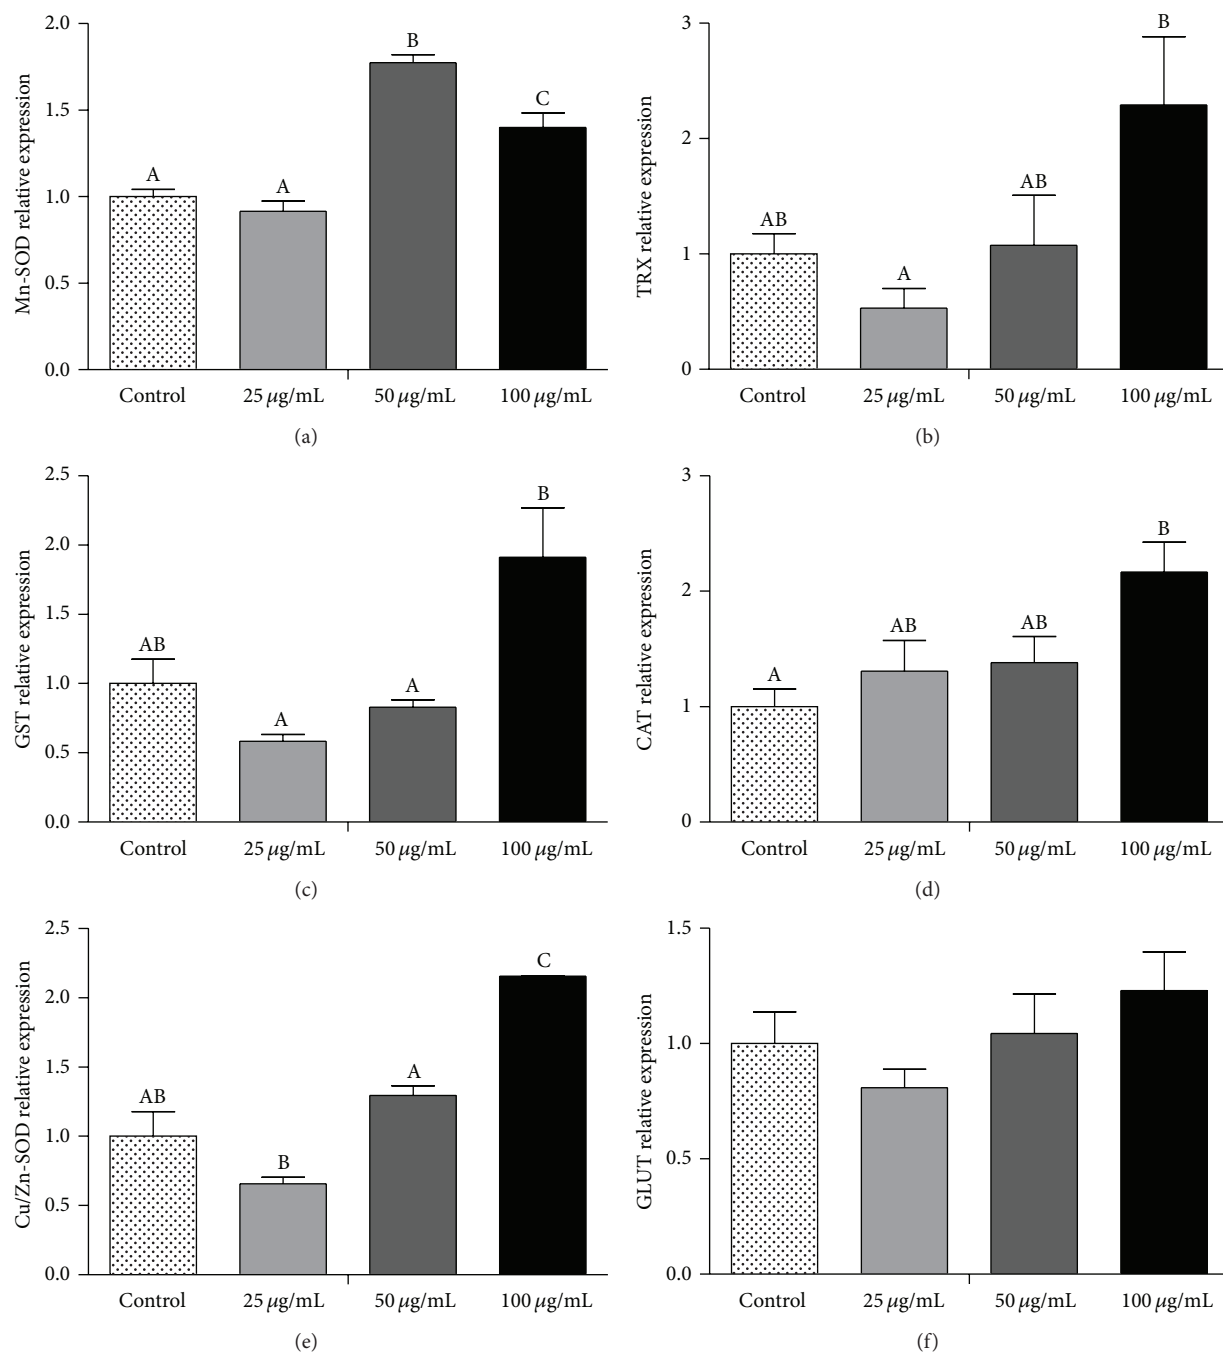 Mn-SOD relative expression
2.0
1.5
1.0
0.5
0.0
A
A
B
C
Control
25 μg/mL
50 μg/mL
100 μg/mL
(a)
TRX relative expression
3
2
1
0
AB
A
AB
B
Control
25 μg/mL
50 μg/mL
100 μg/mL
(b)
GST relative expression
2.5
2.0
1.5
1.0
0.5
0.0
AB
A
A
B
Control
25 μg/mL
50 μg/mL
100 μg/mL
(c)
CAT relative expression
3
2
1
0
A
AB
AB
B
Control
25 μg/mL
50 μg/mL
100 μg/mL
(d)
Cu/Zn-SOD relative expression
2.5
2.0
1.5
1.0
0.5
0.0
AB
B
A
C
Control
25 μg/mL
50 μg/mL
100 μg/mL
(e)
GLUT relative expression
1.5
1.0
0.5
0.0
Control
25 μg/mL
50 μg/mL
100 μg/mL
(f)